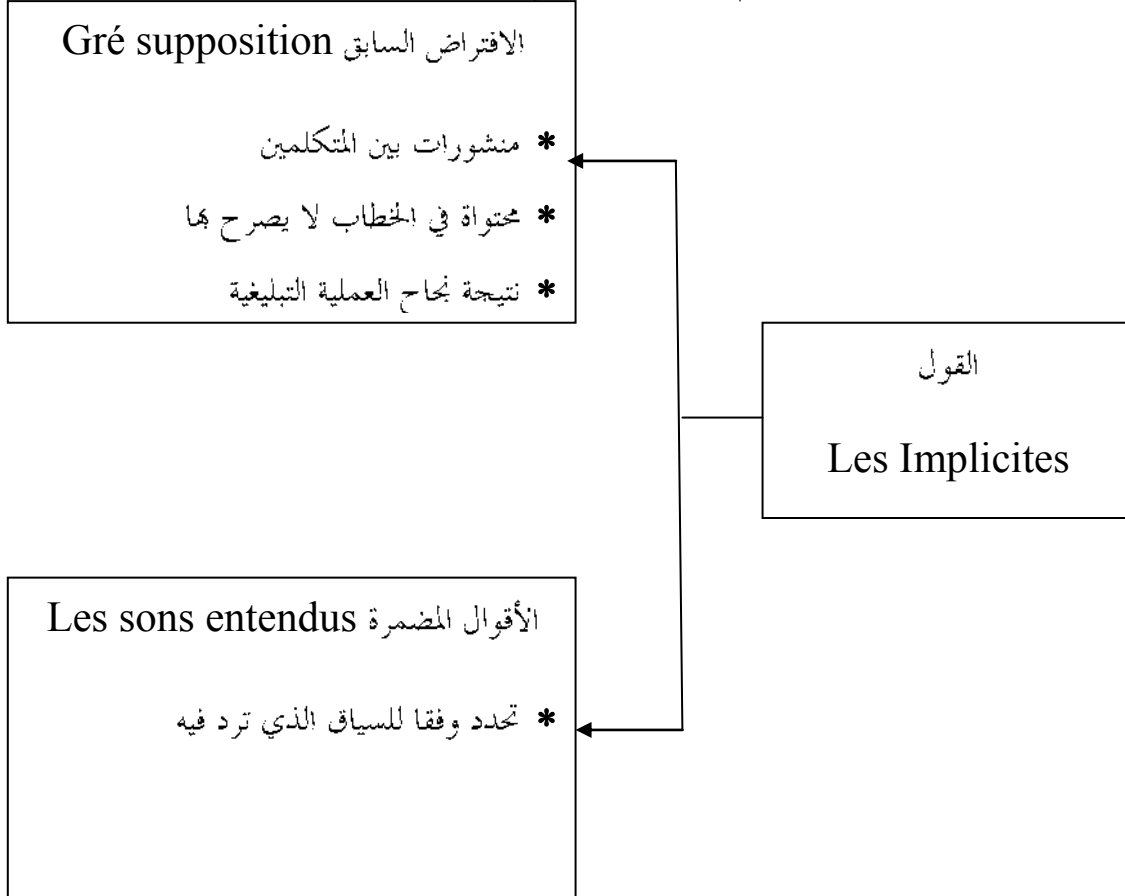 القول
Les Implicites
الافتراض السابق Gré supposition
* منشورات بين المتكلمين
* محتواة في الخطاب لا يصرح بها
* نتيجة نجاح العملية التبليغية
الأقوال المضمرة Les sons entendus
* تحدد وفقا للسياق الذي ترد فيه